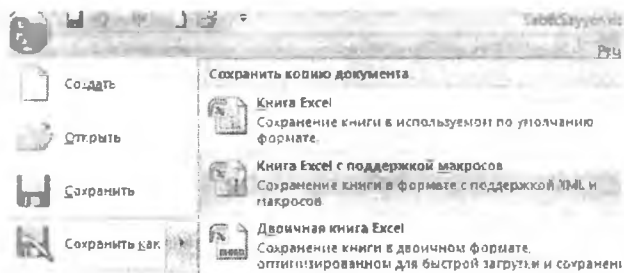 Создать
Открыть
Сохранить
Сохранить как
Сохранить копию документа
Книга Excel
Сохранение книги в используемом по умолчанию
формате.
Книга Excel с поддержкой макросов
Сохранение книги в формате с поддержкой XML и
макросов.
Двоичная книга Excel
Сохранение книги в двоичном формате,
оптимизированном для быстрой загрузки и сохранени